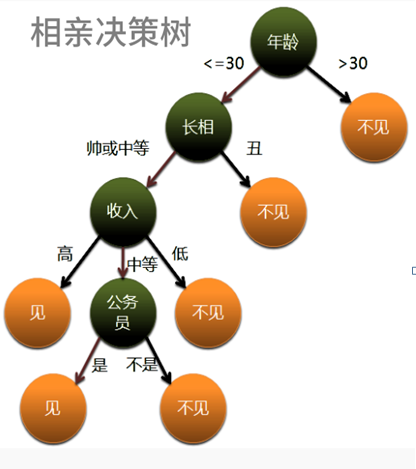 相亲决策树
年龄
<=30
>30
长相
不见
帅或中等
丑
收入
不见
高
中等
低
见
公务
员
不见
是
不是
见
不见